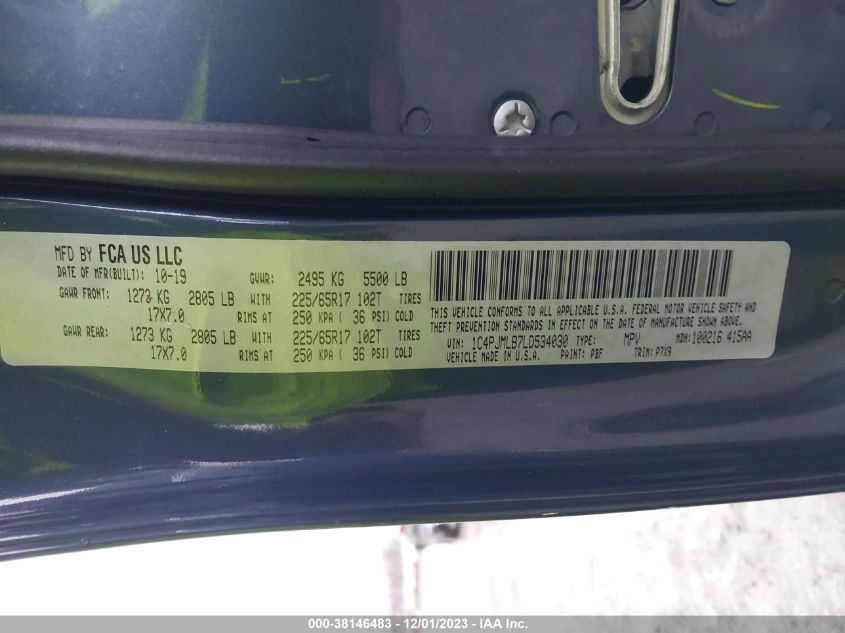 MFD BY FCA US LLC
DATE OF MFR(BUILT): 10-19 GVWR: 2495 KG 5500 LB
GAWR FRONT: 1273 KG 2805 LB WITH 225/65R17 102T TIRES
17X7.0 RIMS AT 250 KPA ( 36 PSI) COLD
GAWR REAR: 1273 KG 2805 LB WITH 225/65R17 102T TIRES
17X7.0 RIMS AT 250 KPA ( 36 PSI) COLD
THIS VEHICLE CONFORMS TO ALL APPLICABLE U.S.A. FEDERAL MOTOR VEHICLE SAFETY AND
THEFT PREVENTION STANDARDS IN EFFECT ON THE DATE OF MANUFACTURE SHOWN ABOVE.
VIN: 1C4PJMLB7LD534030 TYPE: MPV MDH:100216 415AA
VEHICLE MADE IN U.S.A. PAINT: PBF TRIM: P7X9
000-38146483 - 12/01/2023 - IAA Inc.